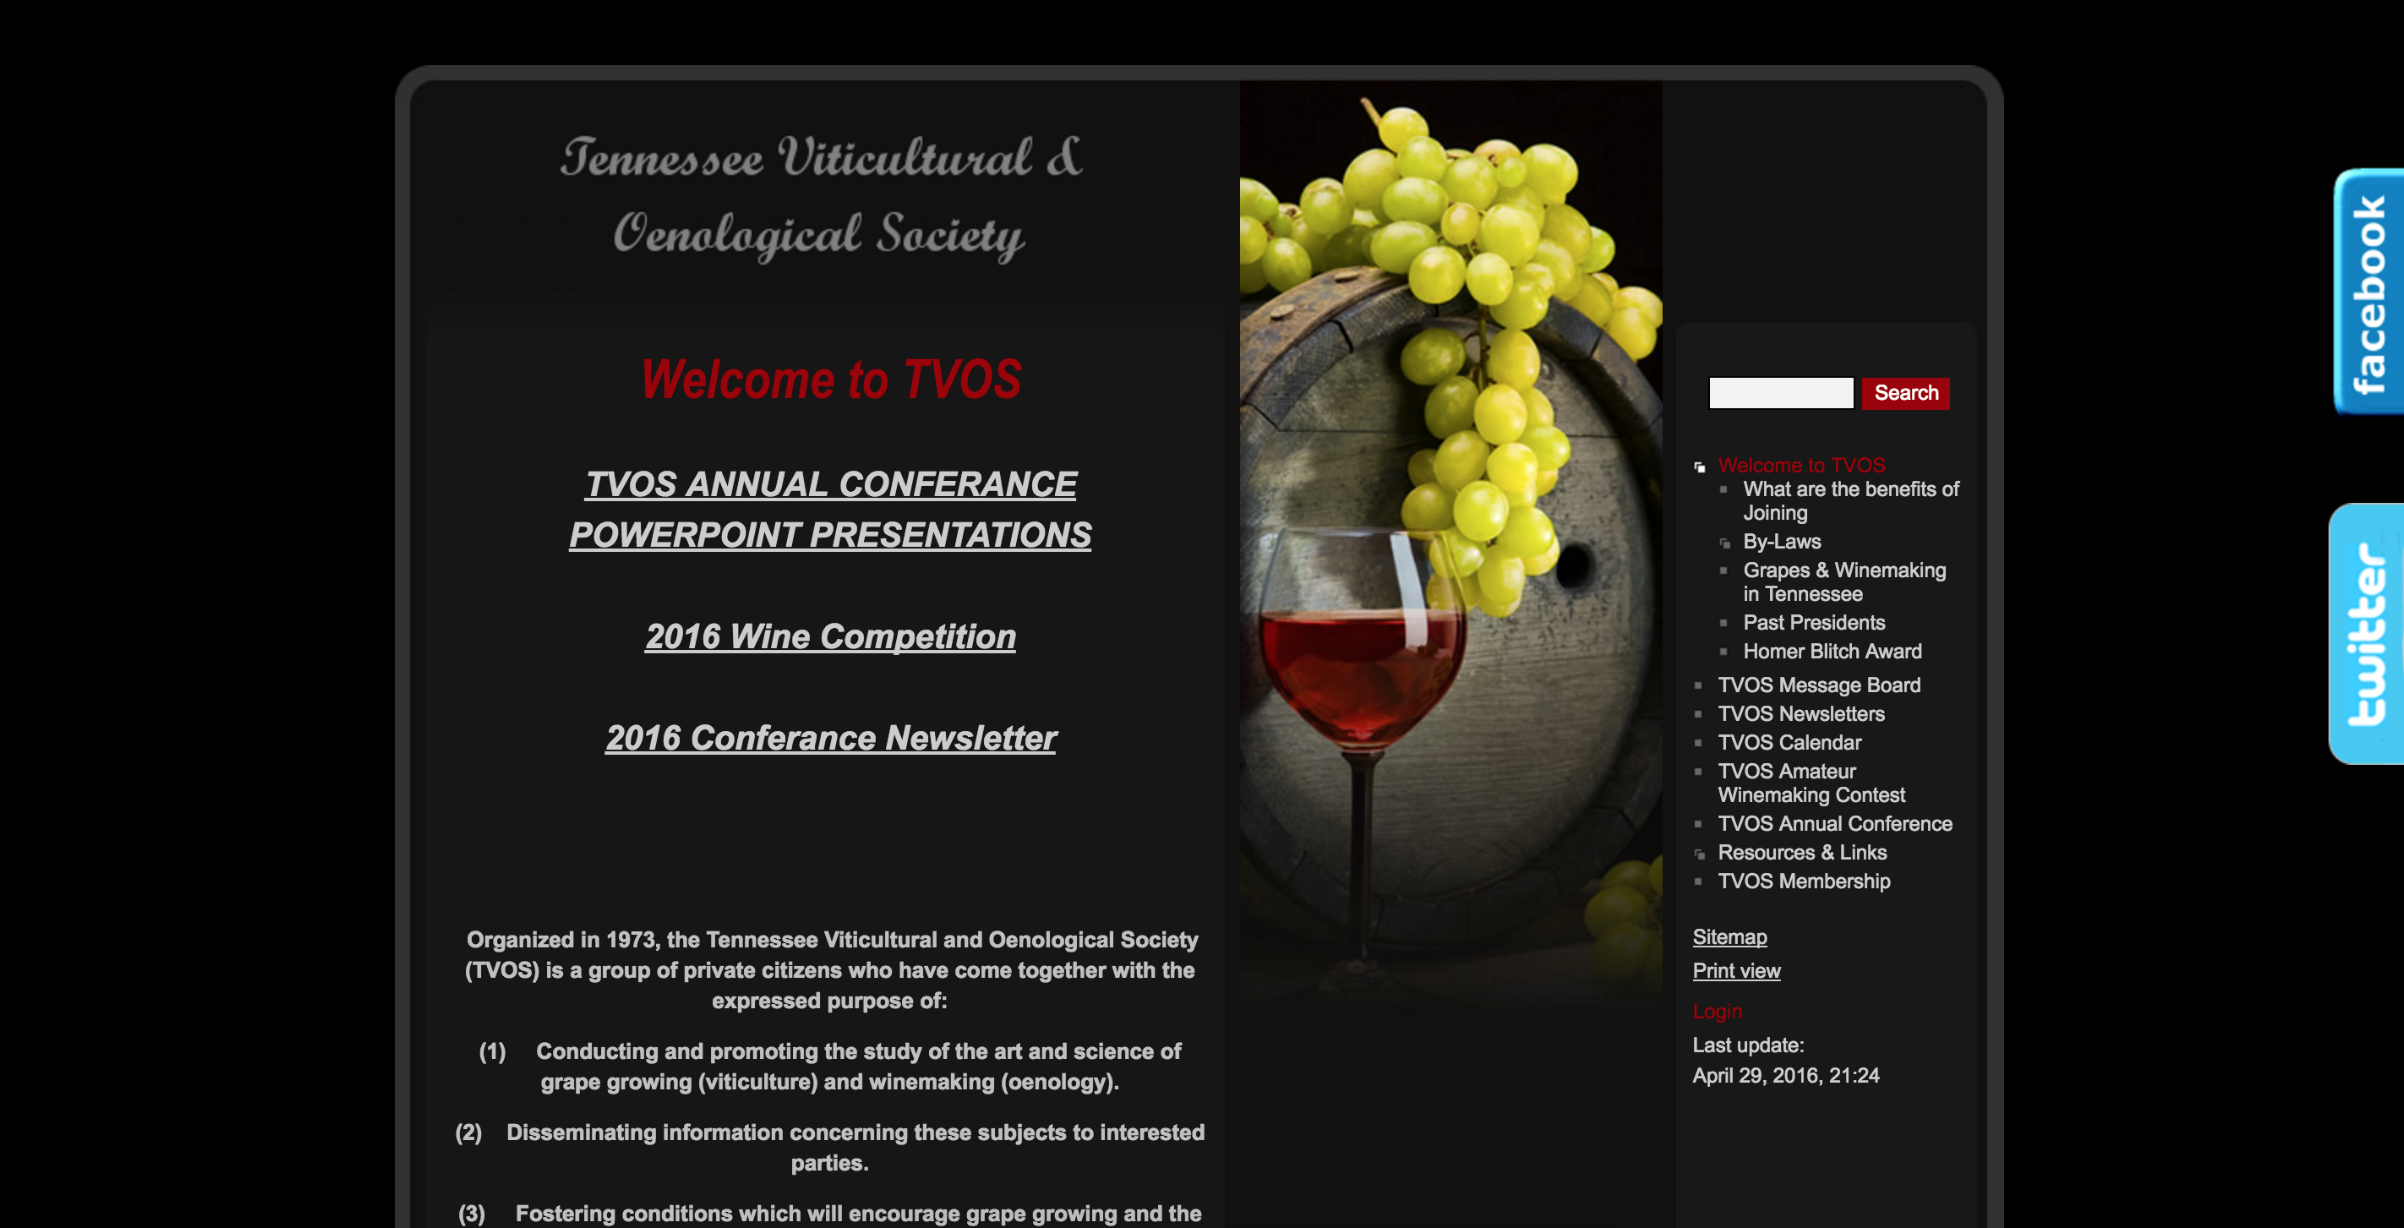 Tennessee Viticultural &
Oenological Society
Welcome to TVOS
TVOS ANNUAL CONFERANCE
POWERPOINT PRESENTATIONS
2016 Wine Competition
2016 Conferance Newsletter
Organized in 1973, the Tennessee Viticultural and Oenological Society
(TVOS) is a group of private citizens who have come together with the
expressed purpose of:
(1) Conducting and promoting the study of the art and science of
grape growing (viticulture) and winemaking (oenology).
(2) Disseminating information concerning these subjects to interested
parties.
(3) Fostering conditions which will encourage grape growing and the
Search
Welcome to TVOS
What are the benefits of
Joining
By-Laws
Grapes & Winemaking
in Tennessee
Past Presidents
Homer Blitch Award
TVOS Message Board
TVOS Newsletters
TVOS Calendar
TVOS Amateur
Winemaking Contest
TVOS Annual Conference
Resources & Links
TVOS Membership
Sitemap
Print view
Login
Last update:
April 29, 2016, 21:24
facebook
twitter